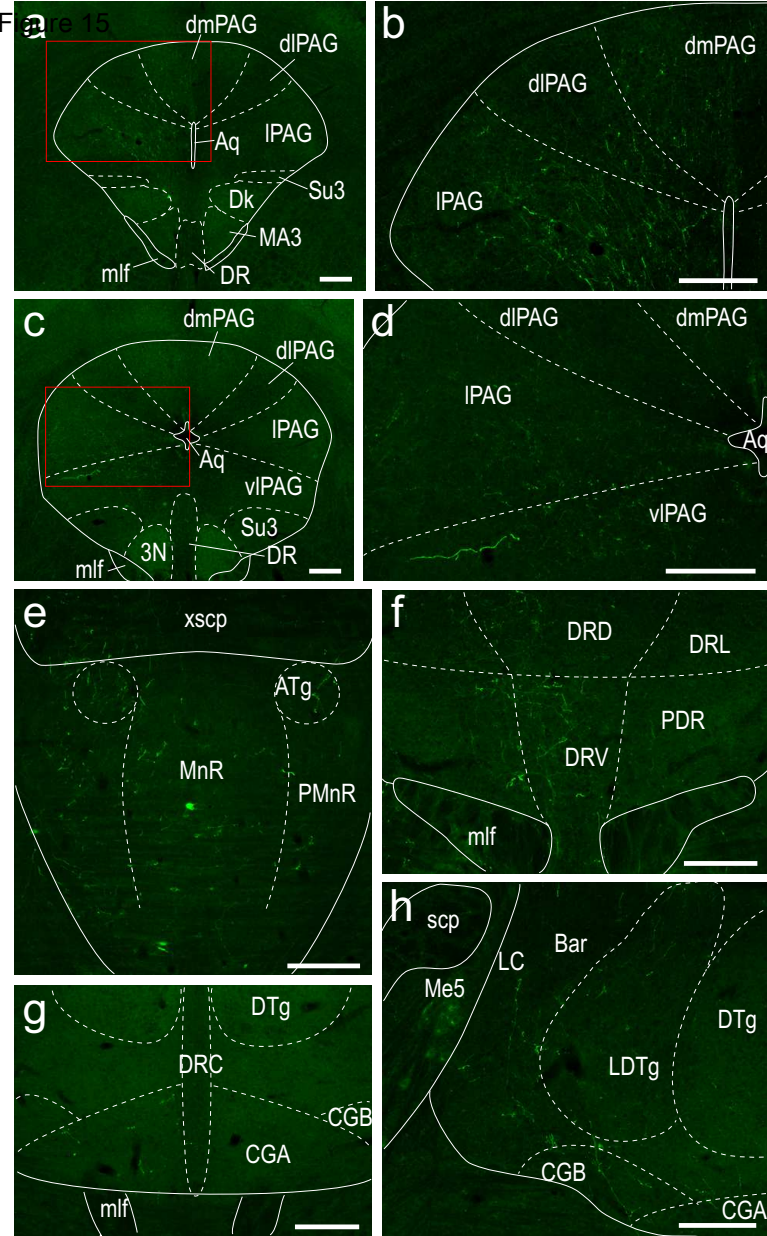 Figure 15
a
dmPAG
dlPAG
lPAG
Aq
Su3
Dk
MA3
mlf
DR
b
dmPAG
dlPAG
lPAG
c
dmPAG
dlPAG
lPAG
Aq
vlPAG
Su3
3N
DR
mlf
d
dlPAG
dmPAG
lPAG
Aq
vlPAG
e
xscp
ATg
MnR
PMnR
f
DRD
DRL
PDR
DRV
mlf
g
DTg
DRC
CGB
CGA
mlf
h
scp
Bar
LC
Me5
DTg
LDTg
CGB
CGA